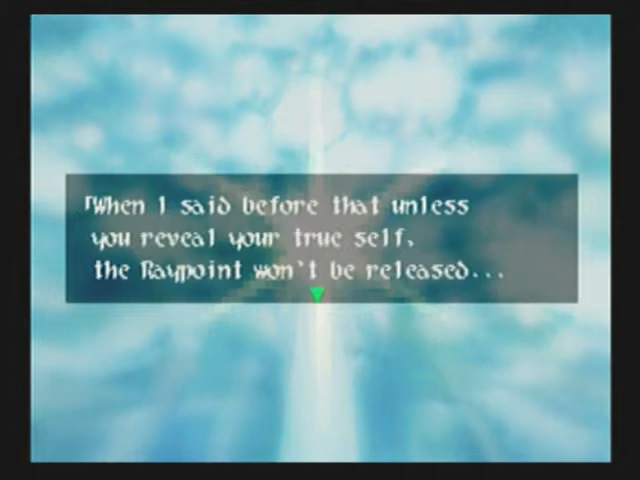 「When I said before that unless
you reveal your true self,
the Raypoint won't be released...